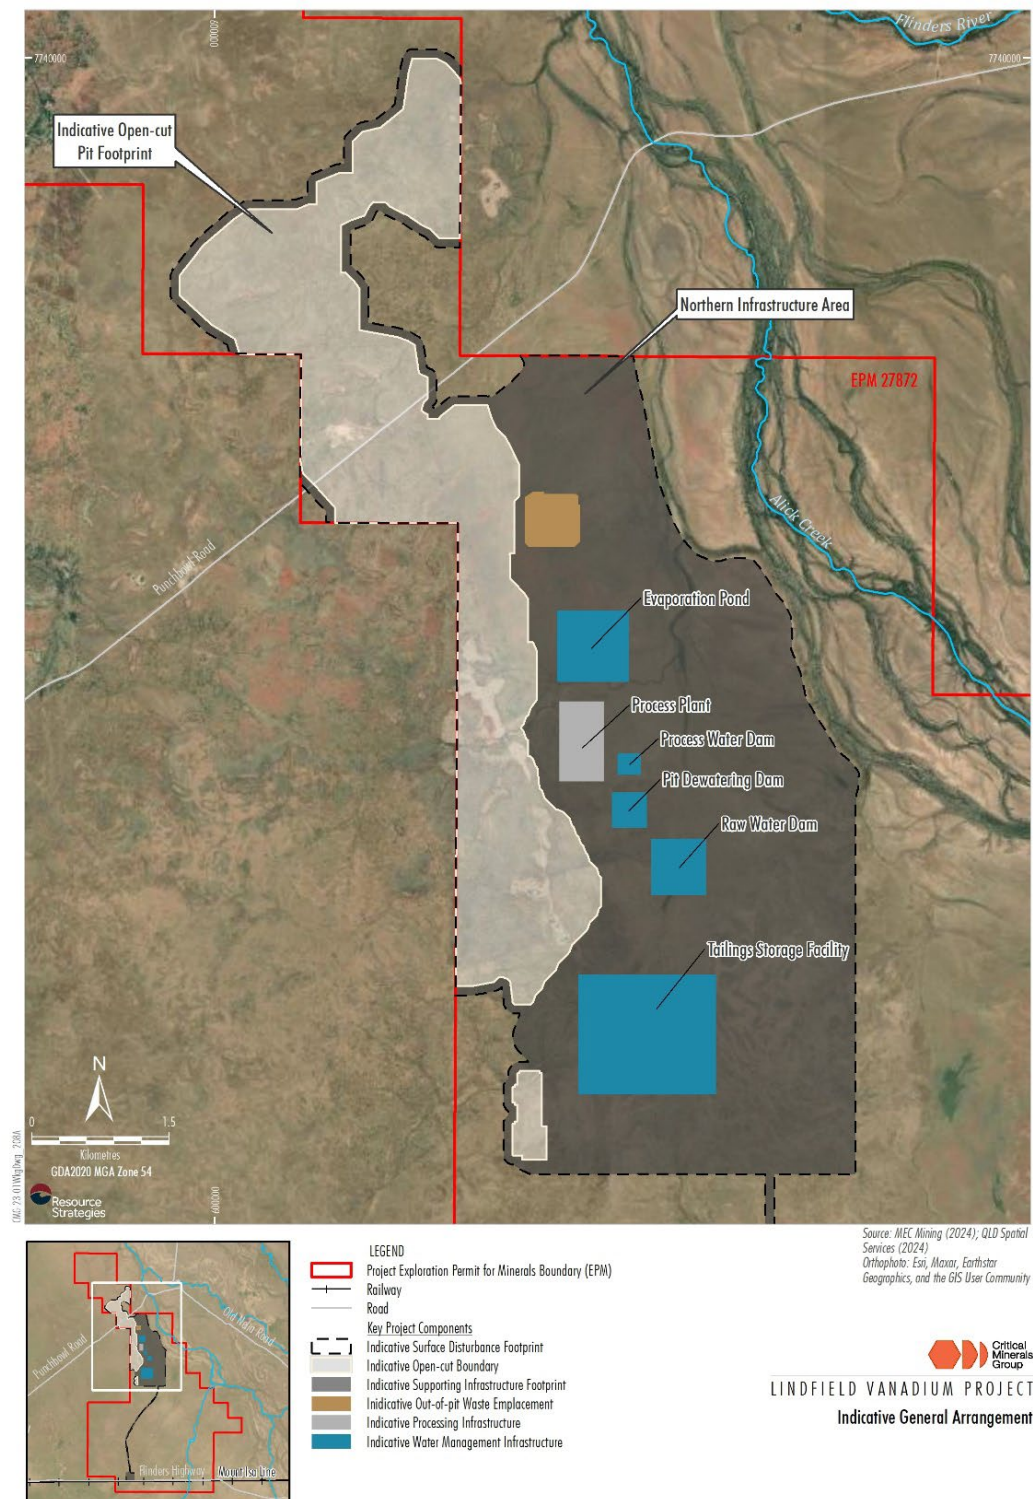 600000
Flinders River
7740000
7740000
Indicative Open-cut
Pit Footprint
Northern Infrastructure Area
EPM 27872
Alick Creek
Punchbowl Road
Evaporation Pond
Process Plant
Process Water Dam
Pit Dewatering Dam
Raw Water Dam
Tailings Storage Facility
N
0 1.5
Kilometres
GDA2020 MGA Zone 54
Resource
Strategies
600000
Source: MEC Mining (2024); QLD Spatial
Services (2024)
Orthophoto: Esri, Maxar, Earthstar
Geographics, and the GIS User Community
Punchbowl Road
Flinders Highway
Mount Isa Line
LEGEND
Project Exploration Permit for Minerals Boundary (EPM)
Railway
Road
Key Project Components
Indicative Surface Disturbance Footprint
Indicative Open-cut Boundary
Indicative Supporting Infrastructure Footprint
Inidicative Out-of-pit Waste Emplacement
Indicative Processing Infrastructure
Indicative Water Management Infrastructure
Critical
Minerals
Group
LINDFIELD VANADIUM PROJECT
Indicative General Arrangement